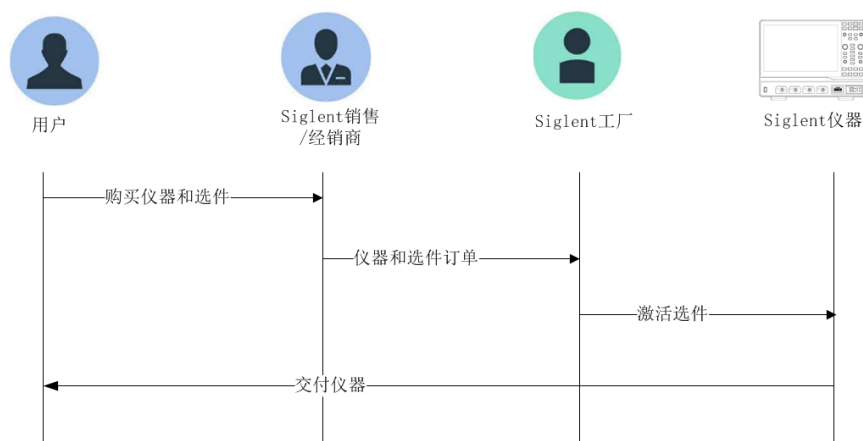 用户
Siglent销售
/经销商
Siglent工厂
Siglent仪器
购买仪器和选件
仪器和选件订单
激活选件
交付仪器